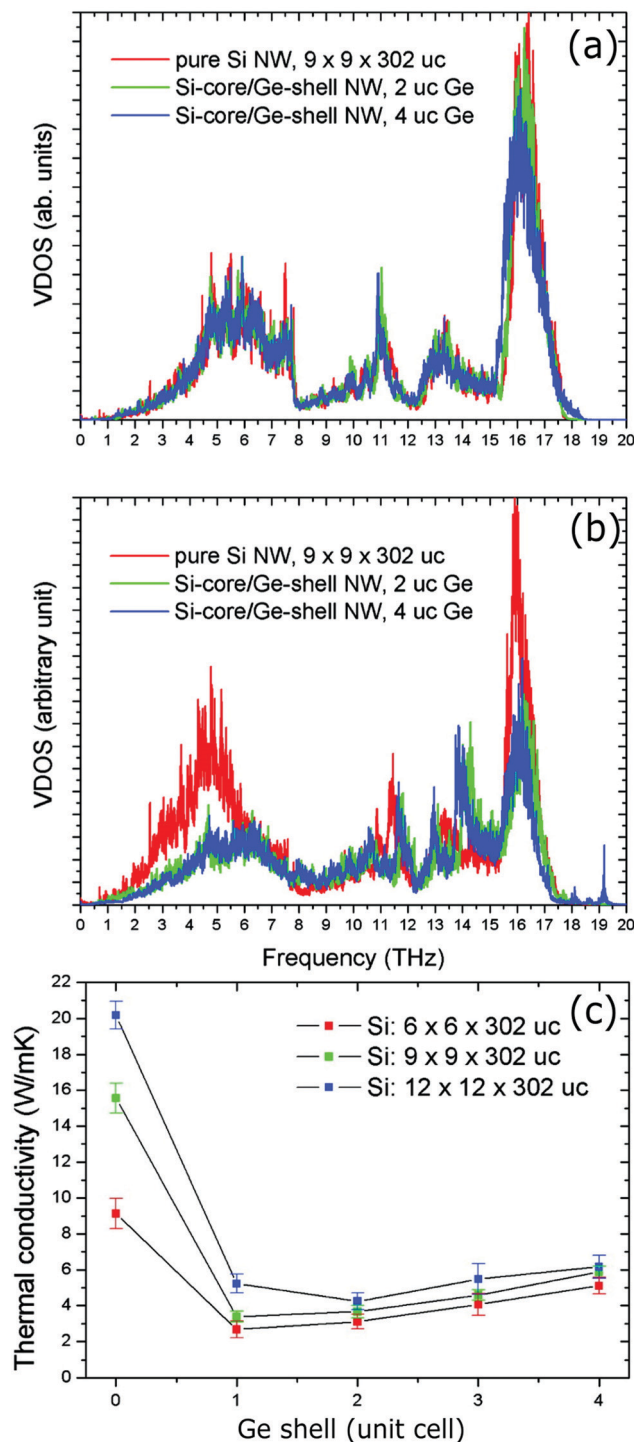 (a)
pure Si NW, 9 x 9 x 302 uc
Si-core/Ge-shell NW, 2 uc Ge
Si-core/Ge-shell NW, 4 uc Ge
VDOS (ab. units)
0 1 2 3 4 5 6 7 8 9 10 11 12 13 14 15 16 17 18 19 20
(b)
pure Si NW, 9 x 9 x 302 uc
Si-core/Ge-shell NW, 2 uc Ge
Si-core/Ge-shell NW, 4 uc Ge
VDOS (arbitrary unit)
0 1 2 3 4 5 6 7 8 9 10 11 12 13 14 15 16 17 18 19 20
Frequency (THz)
(c)
Si: 6 x 6 x 302 uc
Si: 9 x 9 x 302 uc
Si: 12 x 12 x 302 uc
Thermal conductivity (W/mK)
22
20
18
16
14
12
10
8
6
4
2
0
0 1 2 3 4
Ge shell (unit cell)